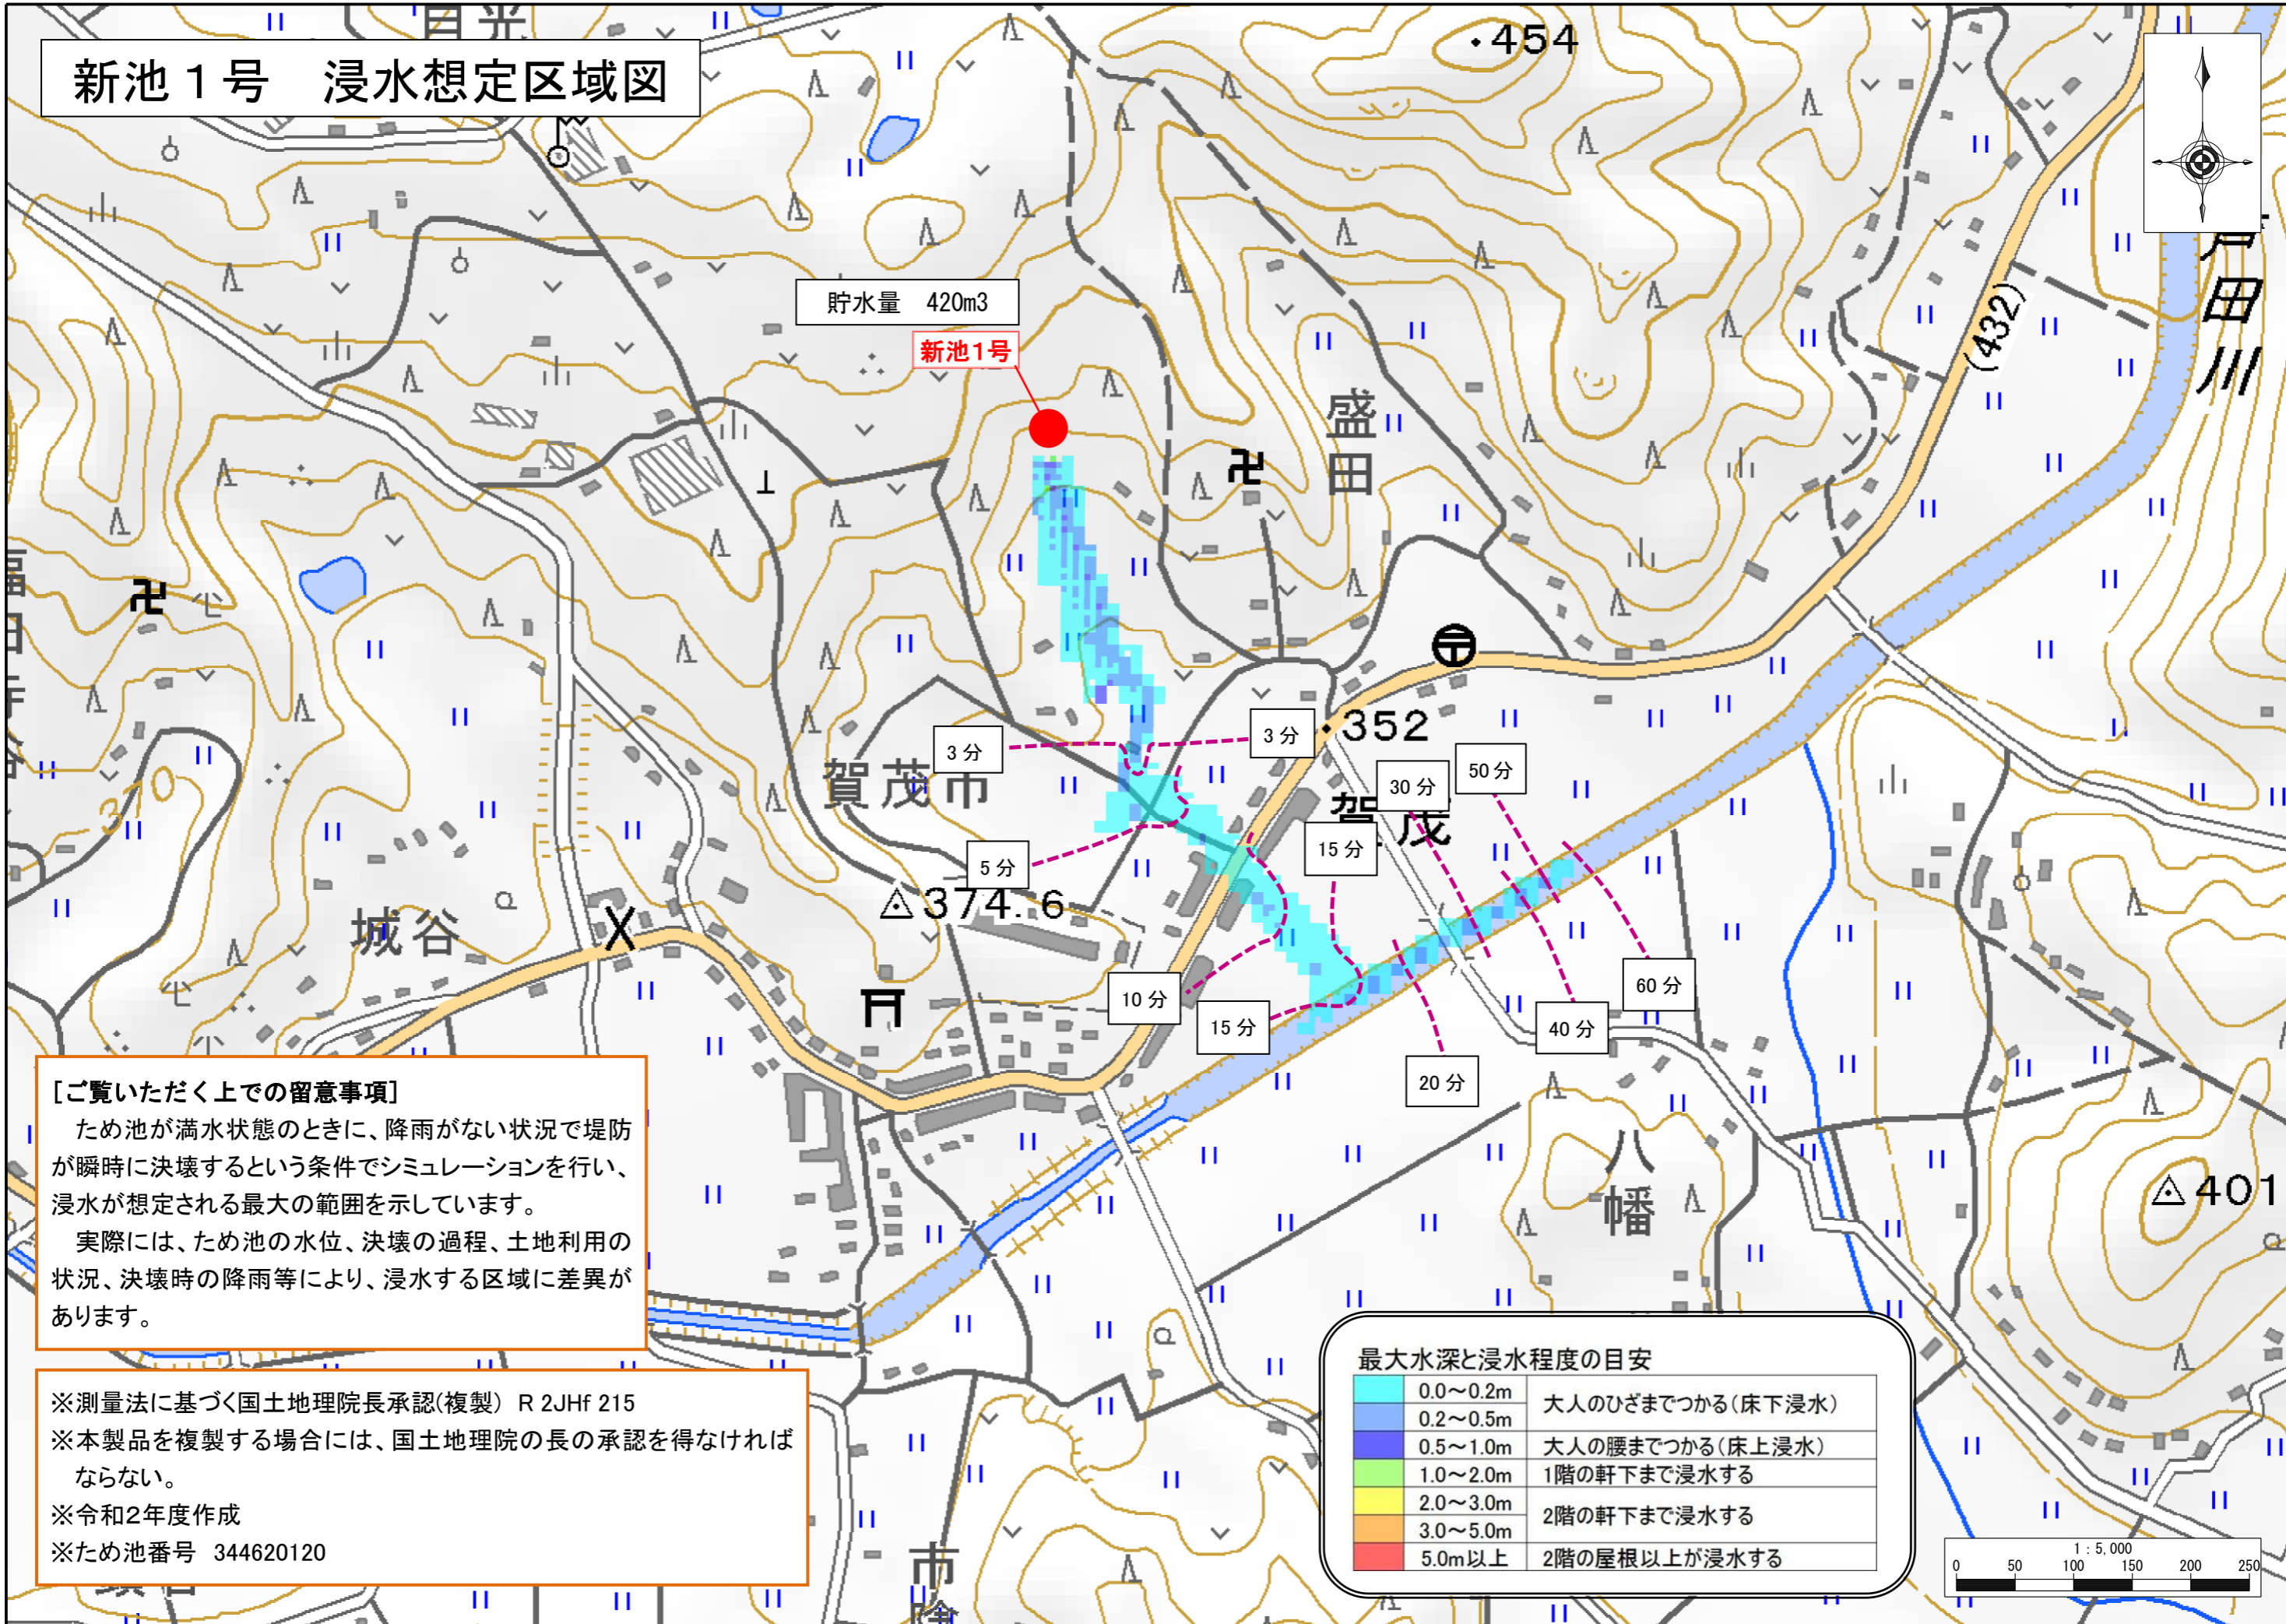 新池１号　浸水想定区域図
454
貯水量　420m3
新池1号
盛田
(432)
田川
352
賀茂市
賀茂
374.6
城谷
八幡
401
370
3 分
3 分
5 分
10 分
15 分
15 分
20 分
30 分
40 分
50 分
60 分
[ご覧いただく上での留意事項]
ため池が満水状態のときに、降雨がない状況で堤防
が瞬時に決壊するという条件でシミュレーションを行い、
浸水が想定される最大の範囲を示しています。
実際には、ため池の水位、決壊の過程、土地利用の
状況、決壊時の降雨等により、浸水する区域に差異が
あります。
※測量法に基づく国土地理院長承認(複製)　R 2JHf 215
※本製品を複製する場合には、国土地理院の長の承認を得なければ
ならない。
※令和2年度作成
※ため池番号　344620120
最大水深と浸水程度の目安
0.0～0.2m　大人のひざまでつかる(床下浸水)
0.2～0.5m
0.5～1.0m　大人の腰までつかる(床上浸水)
1.0～2.0m　1階の軒下まで浸水する
2.0～3.0m　2階の軒下まで浸水する
3.0～5.0m
5.0m以上　2階の屋根以上が浸水する
1 : 5,000
0　50　100　150　200　250